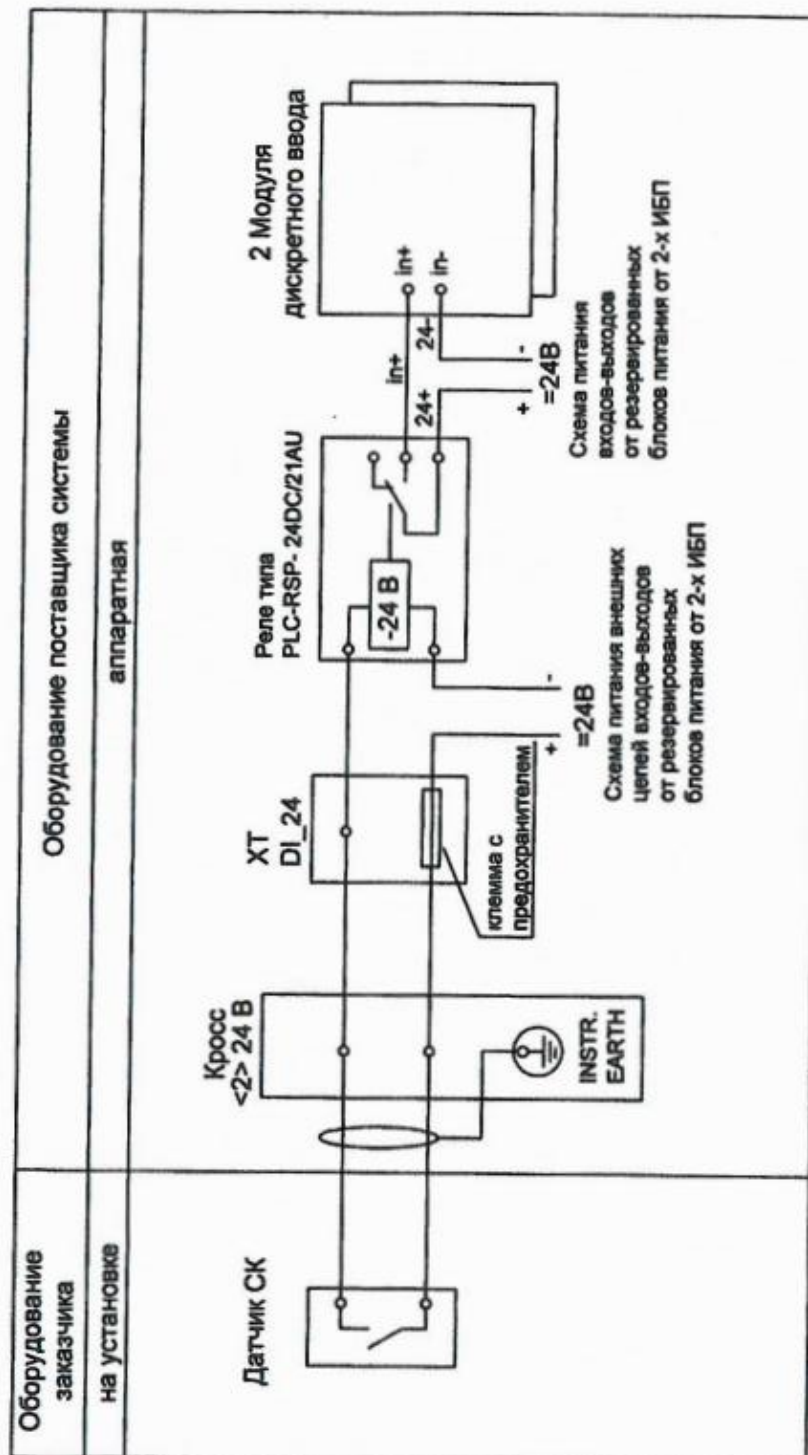 Оборудование
заказчика
Оборудование поставщика системы
на установке
аппаратная
Датчик СК
Кросс
<2> 24 В
INSTR.
EARTH
XT
DI_24
клемма с
предохранителем
Реле типа
PLC-RSP- 24DC/21AU
-24 В
+ -
=24В
Схема питания внешних
цепей входов-выходов
от резервированных
блоков питания от 2-х ИБП
2 Модуля
дискретного ввода
in+
in+
24+
24-
in-
+ -
=24В
Схема питания
входов-выходов
от резервированных
блоков питания от 2-х ИБП